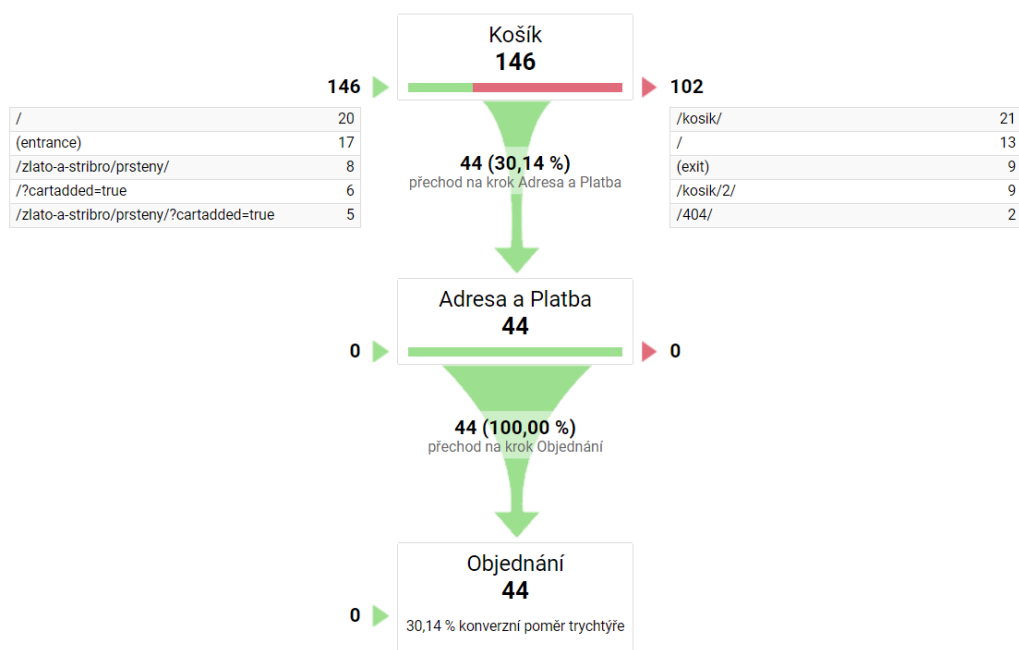 Košík
146
146
102
/ 20
(entrance) 17
/zlato-a-stribro/prsteny/ 8
/?cartadded=true 6
/zlato-a-stribro/prsteny/?cartadded=true 5
/kosik/ 21
/ 13
(exit) 9
/kosik/2/ 9
/404/ 2
44 (30,14 %)
přechod na krok Adresa a Platba
Adresa a Platba
44
0
0
44 (100,00 %)
přechod na krok Objednání
Objednání
44
0
30,14 % konverzní poměr trychtýře